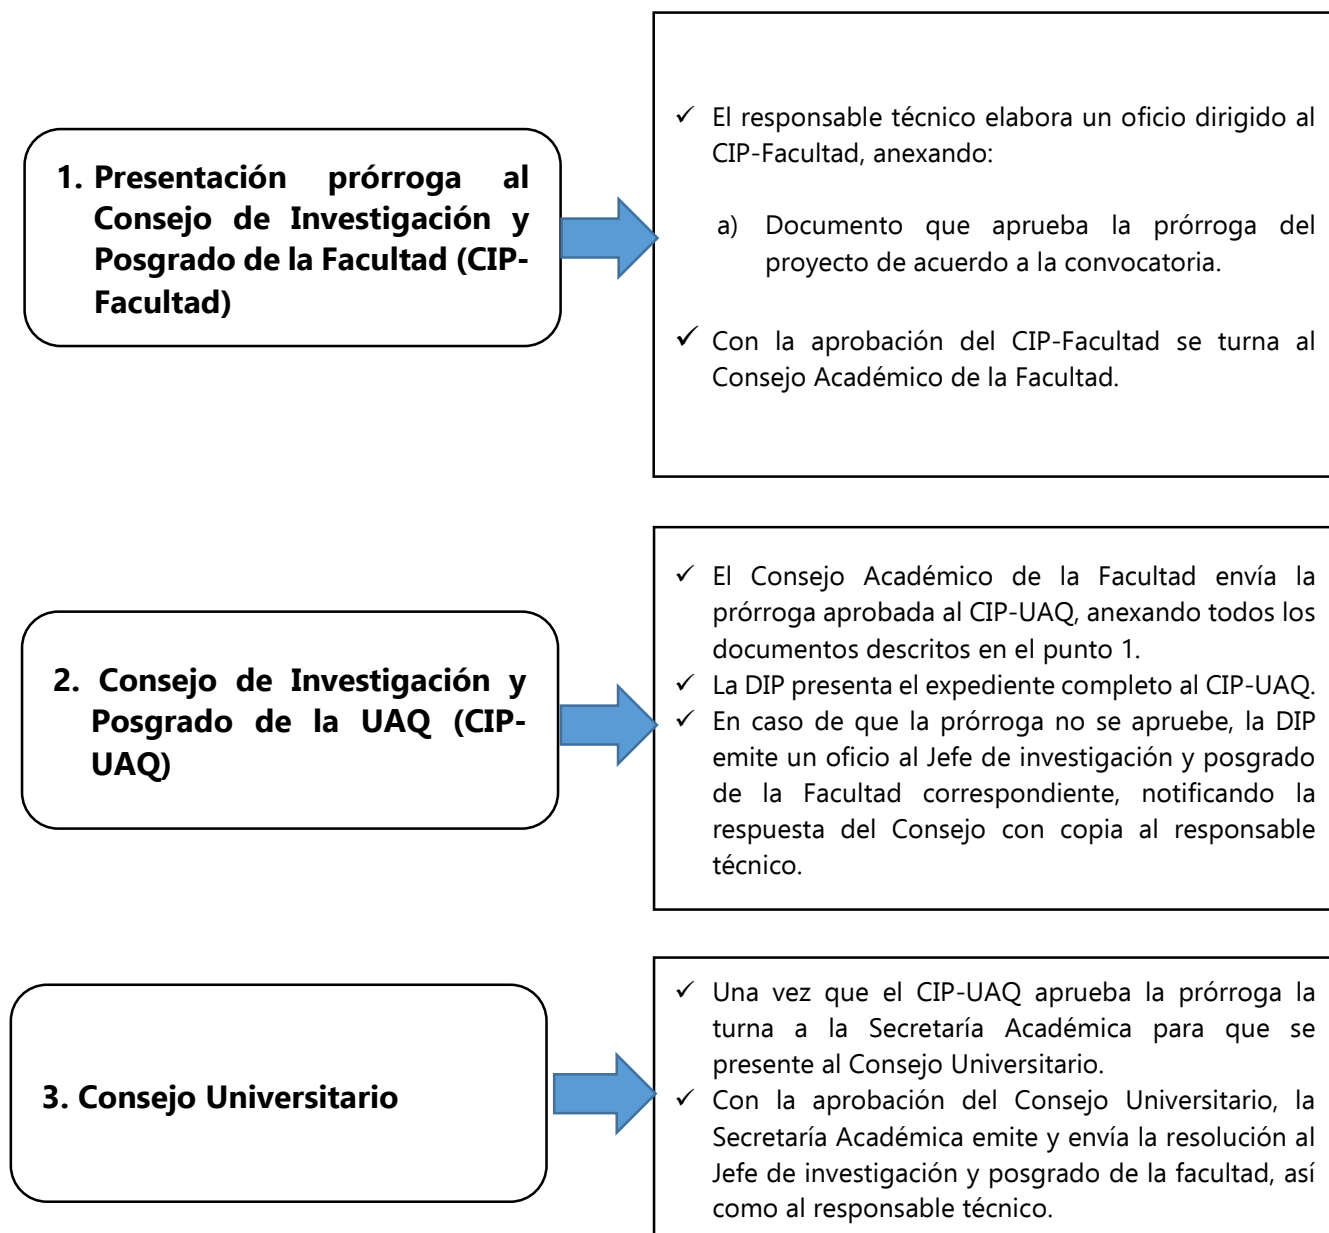 1. Presentación prórroga al
Consejo de Investigación y
Posgrado de la Facultad (CIP-
Facultad)
✓ El responsable técnico elabora un oficio dirigido al
CIP-Facultad, anexando:
a) Documento que aprueba la prórroga del
proyecto de acuerdo a la convocatoria.
✓ Con la aprobación del CIP-Facultad se turna al
Consejo Académico de la Facultad.
2. Consejo de Investigación y
Posgrado de la UAQ (CIP-
UAQ)
✓ El Consejo Académico de la Facultad envía la
prórroga aprobada al CIP-UAQ, anexando todos los
documentos descritos en el punto 1.
✓ La DIP presenta el expediente completo al CIP-UAQ.
✓ En caso de que la prórroga no se apruebe, la DIP
emite un oficio al Jefe de investigación y posgrado
de la Facultad correspondiente, notificando la
respuesta del Consejo con copia al responsable
técnico.
3. Consejo Universitario
✓ Una vez que el CIP-UAQ aprueba la prórroga la
turna a la Secretaría Académica para que se
presente al Consejo Universitario.
✓ Con la aprobación del Consejo Universitario, la
Secretaría Académica emite y envía la resolución al
Jefe de investigación y posgrado de la facultad, así
como al responsable técnico.